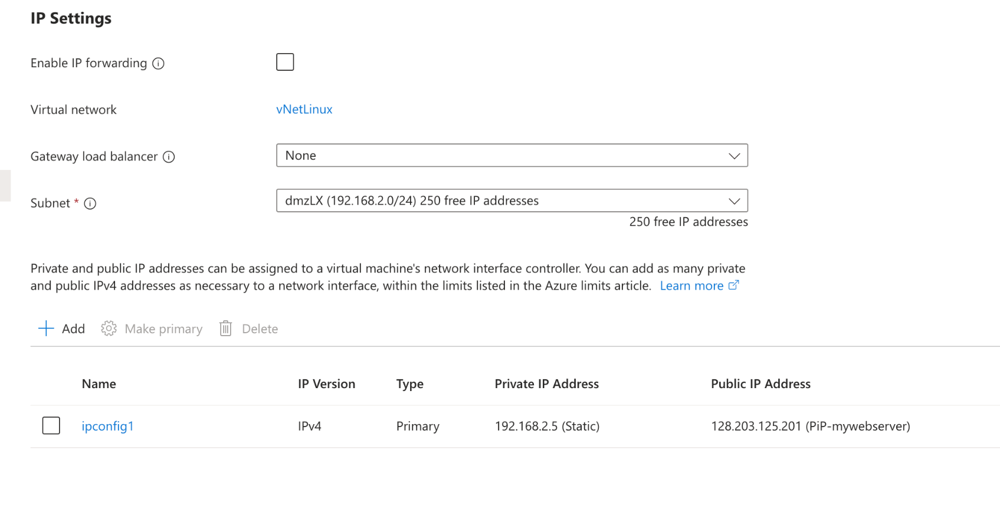 IP Settings
Enable IP forwarding
Virtual network
vNetLinux
Gateway load balancer
None
Subnet *
dmzLX (192.168.2.0/24) 250 free IP addresses
250 free IP addresses
Private and public IP addresses can be assigned to a virtual machine's network interface controller. You can add as many private
and public IPv4 addresses as necessary to a network interface, within the limits listed in the Azure limits article. Learn more
Add Make primary Delete
Name IP Version Type Private IP Address Public IP Address
ipconfig1 IPv4 Primary 192.168.2.5 (Static) 128.203.125.201 (PiP-mywebserver)